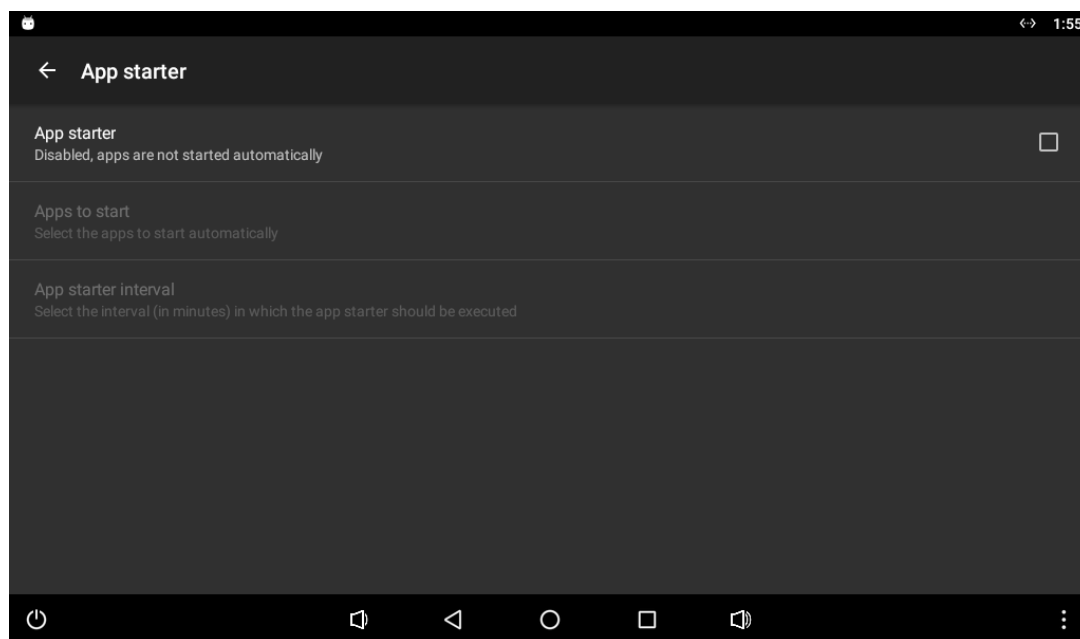 1:55
App starter
App starter
Disabled, apps are not started automatically
Apps to start
Select the apps to start automatically
App starter interval
Select the interval (in minutes) in which the app starter should be executed